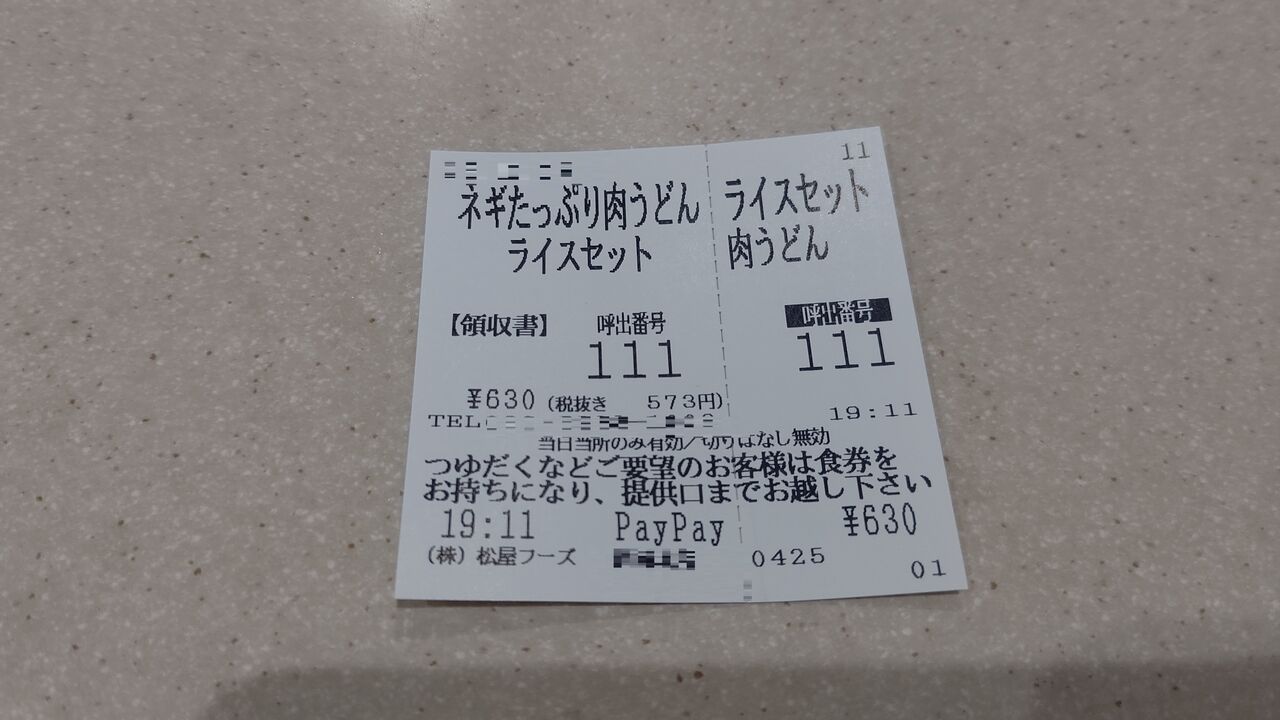 11
ネギたっぷり肉うどん ライスセット
ライスセット 肉うどん
【領収書】 呼出番号 呼出番号
111 111
¥630 (税抜き 573円)
TEL 19:11
当日当所のみ有効/切りはなし無効
つゆだくなどご要望のお客様は食券を
お持ちになり、提供口までお越し下さい
19:11 PayPay ¥630
(株)松屋フーズ 0425 01